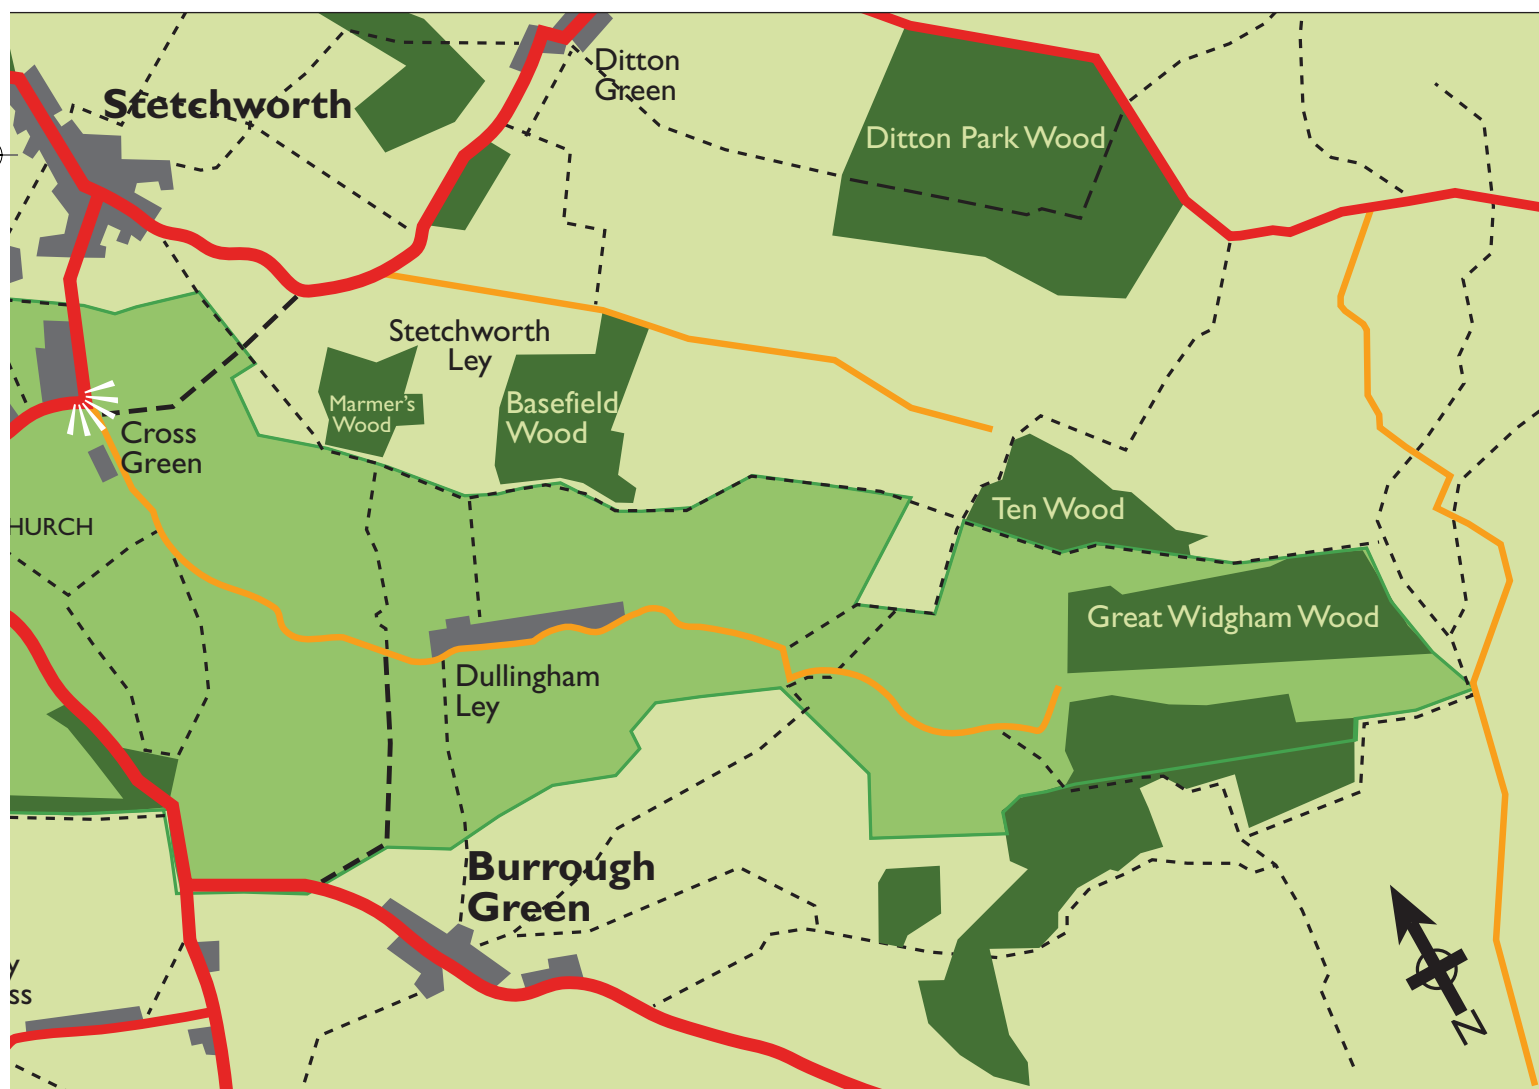 Ditton
Green
Stetchworth
Ditton Park Wood
Stetchworth
Ley
Marmer's
Wood
Basefield
Wood
Cross
Green
Ten Wood
HURCH
Great Widgham Wood
Dullingham
Ley
Burrough
Green
y
ss
N